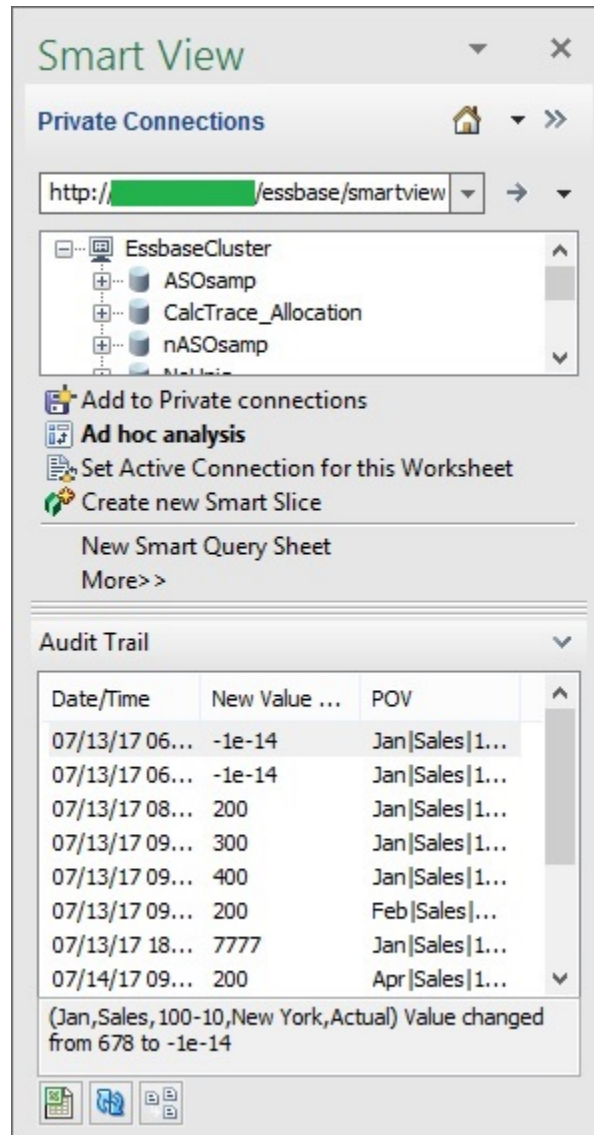 Smart View
Private Connections
http:// /essbase/smartview
EssbaseCluster
ASOsamp
CalcTrace_Allocation
nASOsamp
Add to Private connections
Ad hoc analysis
Set Active Connection for this Worksheet
Create new Smart Slice
New Smart Query Sheet
More>>
Audit Trail
Date/Time New Value ... POV
07/13/17 06... -1e-14 Jan|Sales|1...
07/13/17 06... -1e-14 Jan|Sales|1...
07/13/17 08... 200 Jan|Sales|1...
07/13/17 09... 300 Jan|Sales|1...
07/13/17 09... 400 Jan|Sales|1...
07/13/17 09... 200 Feb|Sales|...
07/13/17 18... 7777 Jan|Sales|1...
07/14/17 09... 200 Apr|Sales|1...
(Jan,Sales,100-10,New York,Actual) Value changed
from 678 to -1e-14